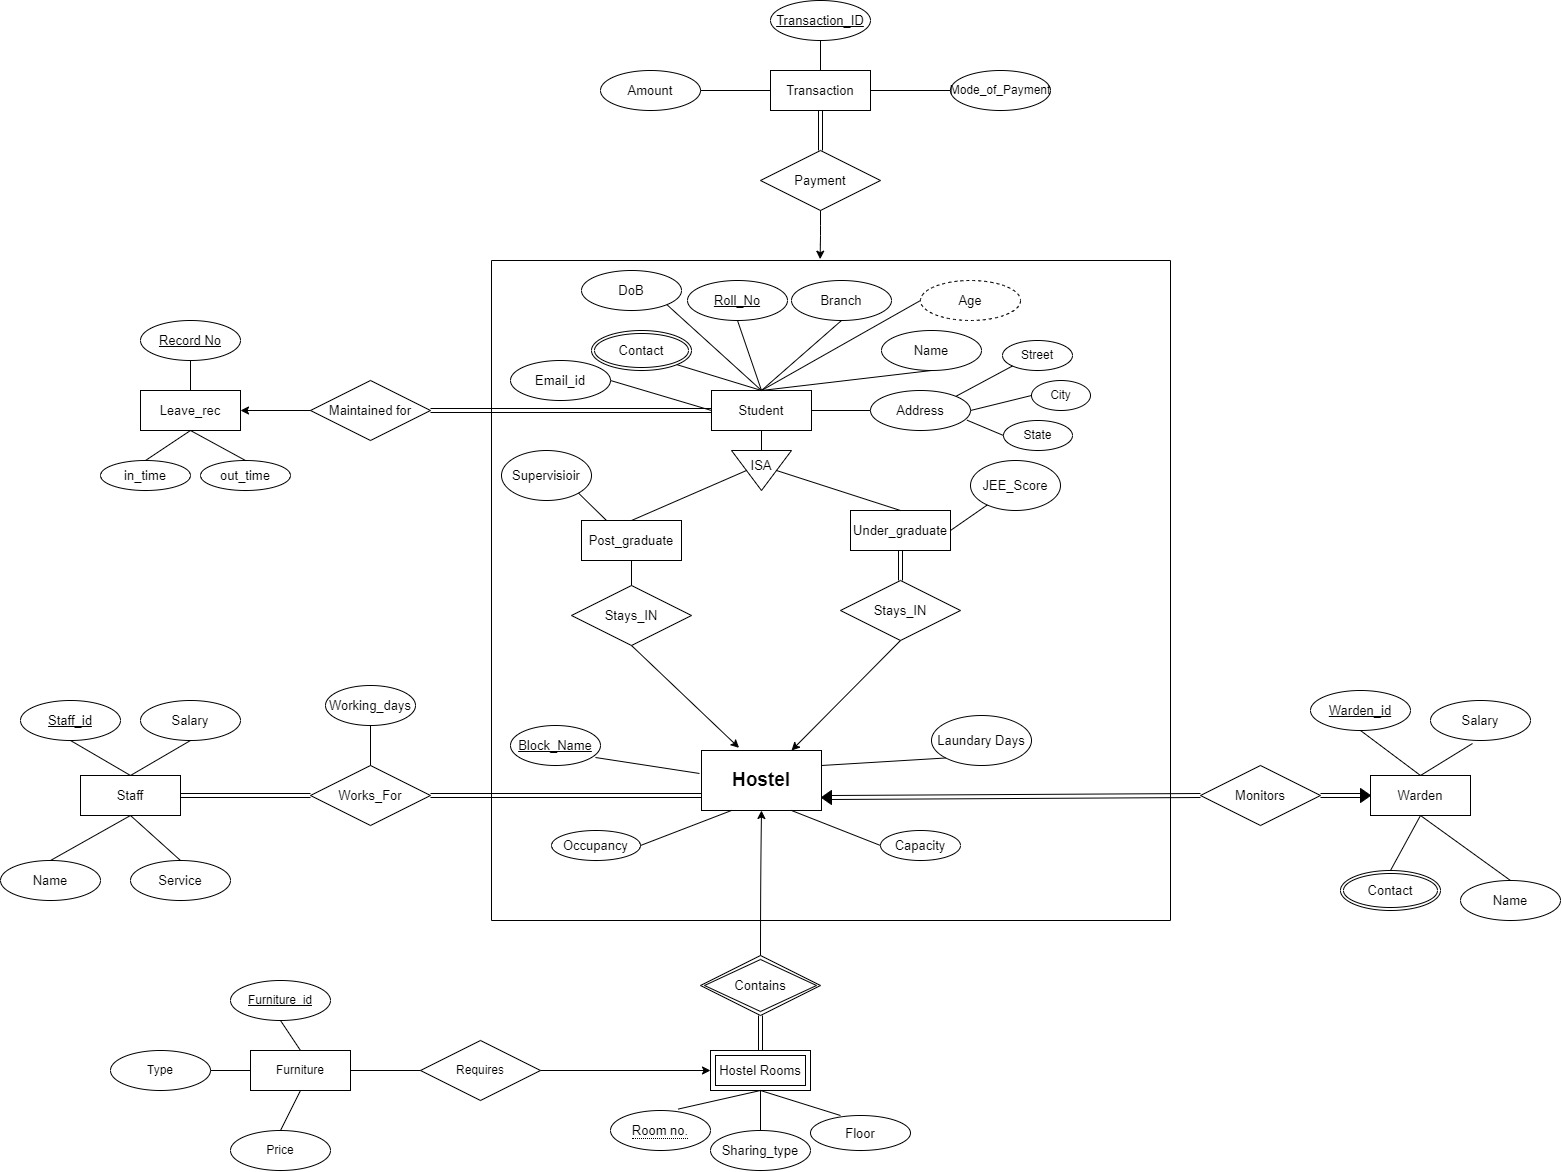 Transaction_ID
Amount
Transaction
Mode_of_Payment
Payment
DoB
Roll_No
Branch
Age
Contact
Name
Email_id
Student
Address
Street
City
State
Record No
Leave_rec
Maintained for
in_time
out_time
ISA
Supervisioir
JEE_Score
Post_graduate
Under_graduate
Stays_IN
Stays_IN
Staff_id
Salary
Working_days
Block_Name
Laundary Days
Warden_id
Salary
Staff
Works_For
Hostel
Monitors
Warden
Name
Service
Occupancy
Capacity
Contact
Name
Contains
Furniture_id
Type
Furniture
Requires
Hostel Rooms
Price
Room no.
Sharing_type
Floor